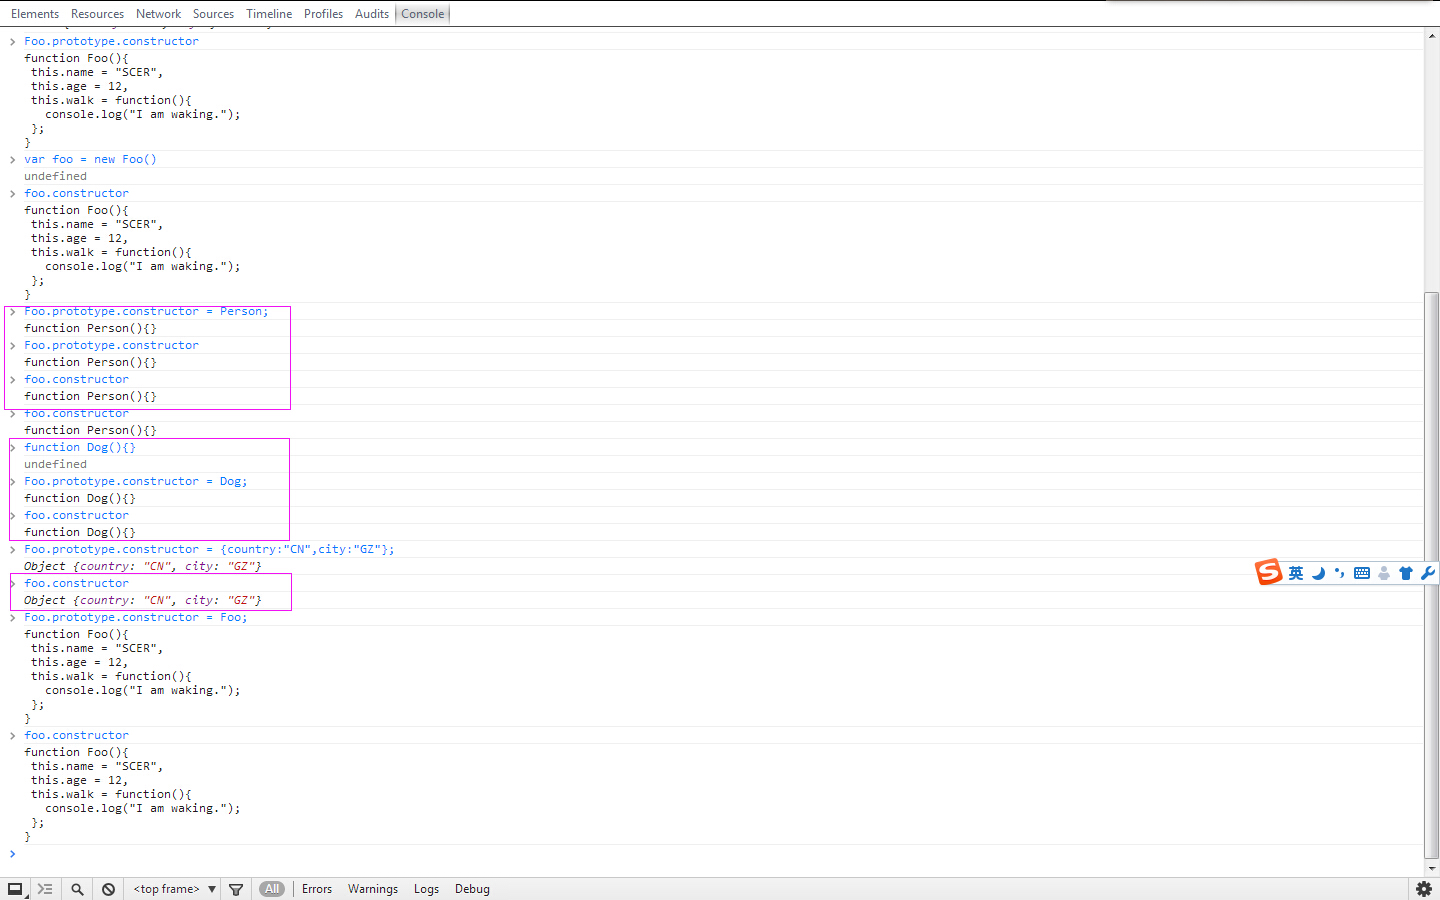 Elements Resources Network Sources Timeline Profiles Audits Console
Foo.prototype.constructor
function Foo(){
this.name = "SCER",
this.age = 12,
this.walk = function(){
console.log("I am waking.");
};
}
var foo = new Foo()
undefined
foo.constructor
function Foo(){
this.name = "SCER",
this.age = 12,
this.walk = function(){
console.log("I am waking.");
};
}
Foo.prototype.constructor = Person;
function Person(){}
Foo.prototype.constructor
function Person(){}
foo.constructor
function Person(){}
foo.constructor
function Person(){}
function Dog(){}
undefined
Foo.prototype.constructor = Dog;
function Dog(){}
foo.constructor
function Dog(){}
Foo.prototype.constructor = {country:"CN",city:"GZ"};
Object {country: "CN", city: "GZ"}
foo.constructor
Object {country: "CN", city: "GZ"}
S 英
Foo.prototype.constructor = Foo;
function Foo(){
this.name = "SCER",
this.age = 12,
this.walk = function(){
console.log("I am waking.");
};
}
foo.constructor
function Foo(){
this.name = "SCER",
this.age = 12,
this.walk = function(){
console.log("I am waking.");
};
}
<top frame> All Errors Warnings Logs Debug